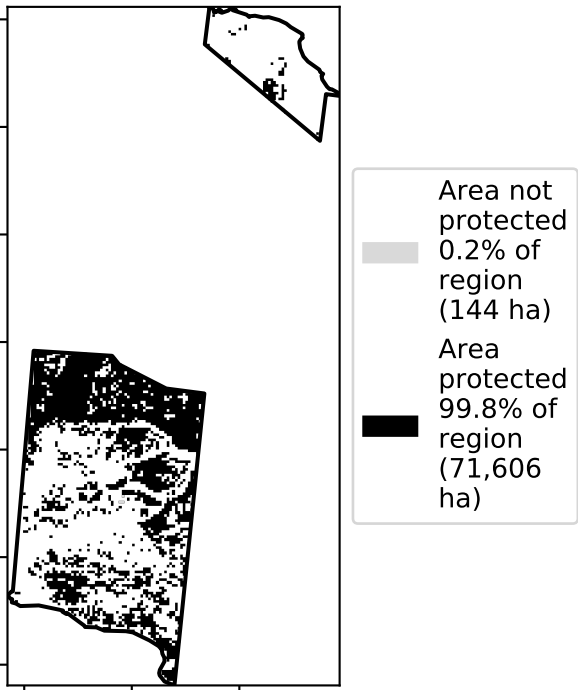 Area not
protected
0.2% of
region
(144 ha)
Area
protected
99.8% of
region
(71,606
ha)